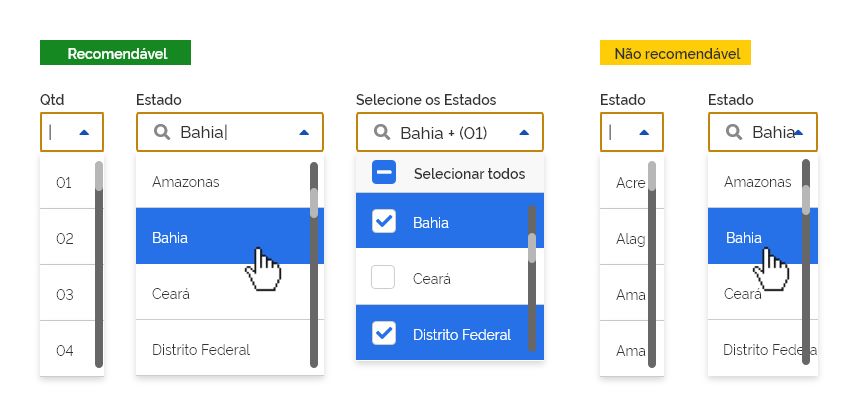 Recomendável
Não recomendável
Qtd
Estado
Selecione os Estados
Estado
Estado
Bahia
Bahia + (01)
Bahia
01
02
03
04
Amazonas
Bahia
Ceará
Distrito Federal
Selecionar todos
Bahia
Ceará
Distrito Federal
Acre
Alag
Ama
Ama
Amazonas
Bahia
Ceará
Distrito Federa